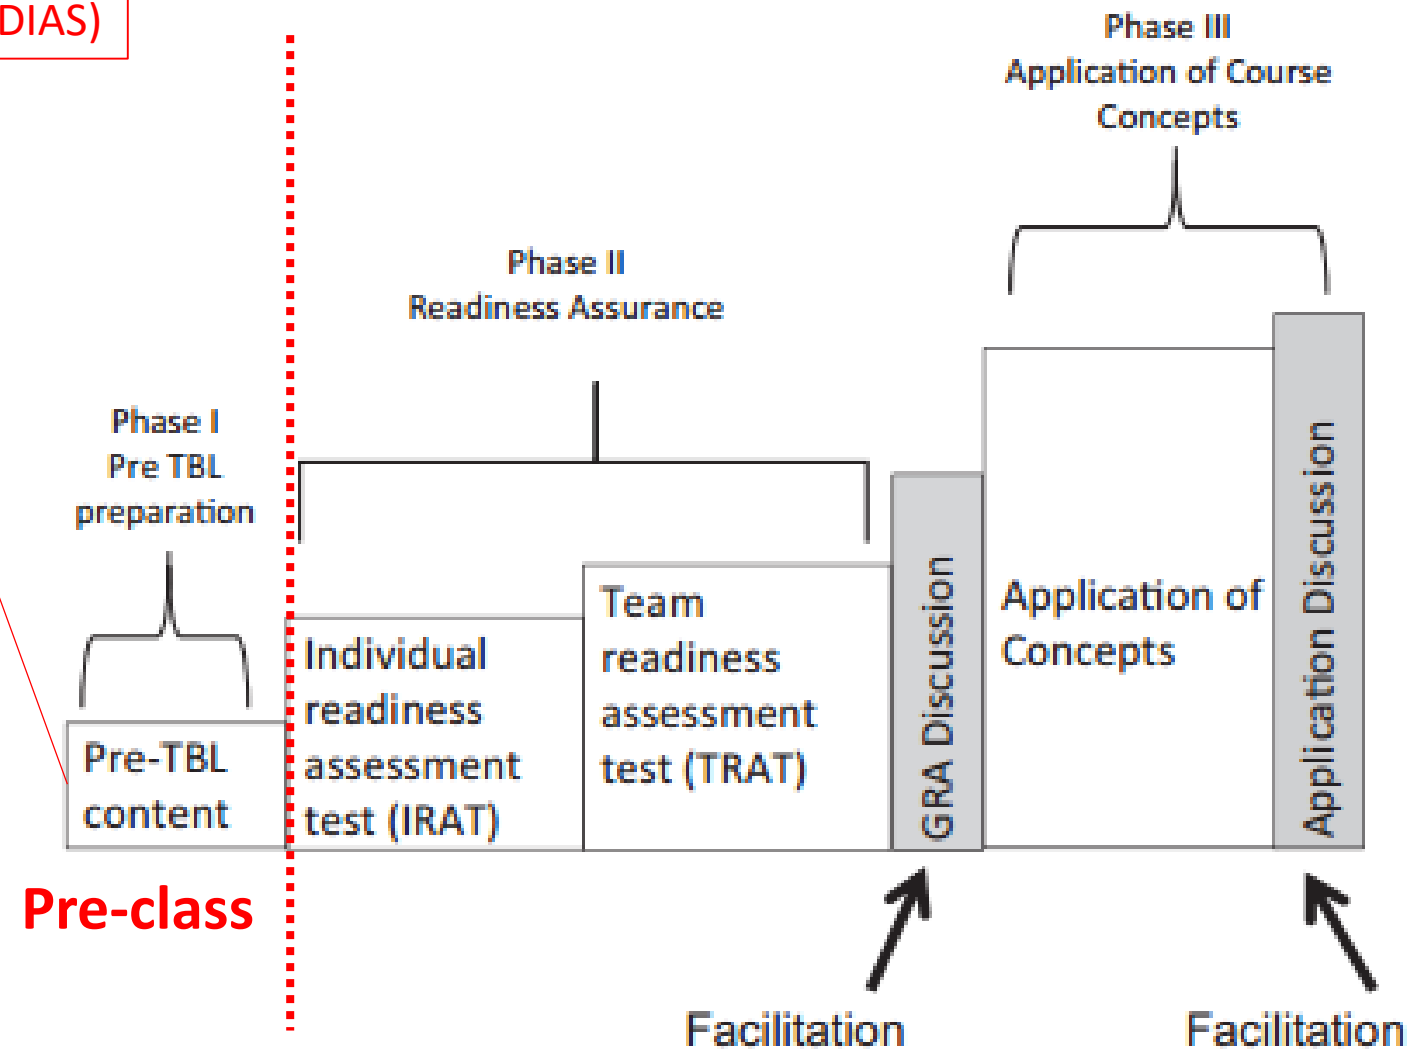 DIAS)
Phase III
Application of Course
Concepts
Phase II
Readiness Assurance
Phase I
Pre TBL
preparation
Pre-TBL
content
Individual
readiness
assessment
test (IRAT)
Team
readiness
assessment
test (TRAT)
GRA Discussion
Application of
Concepts
Application Discussion
Pre-class
Facilitation
Facilitation